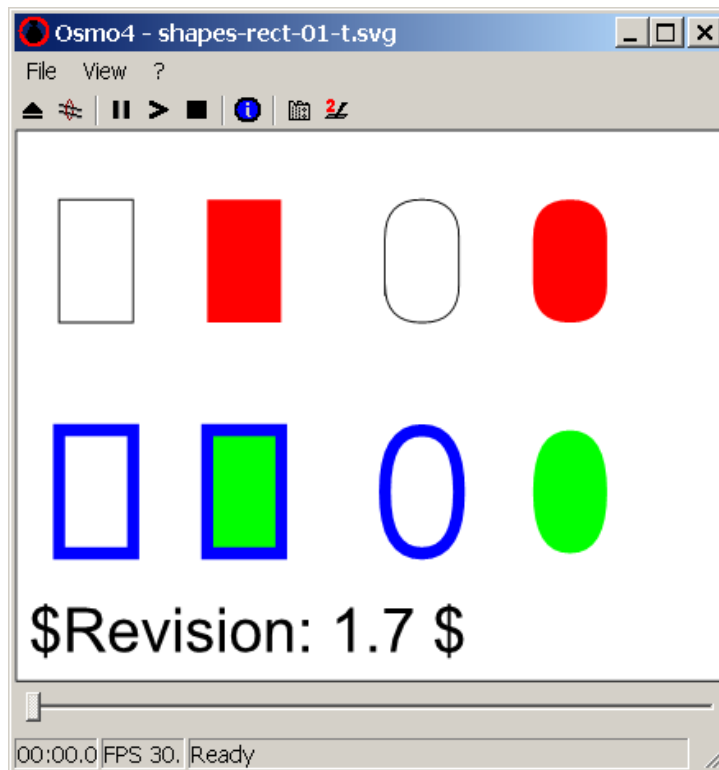 Osmo4 - shapes-rect-01-t.svg
File View ?
$Revision: 1.7 $
00:00.0 FPS 30. Ready